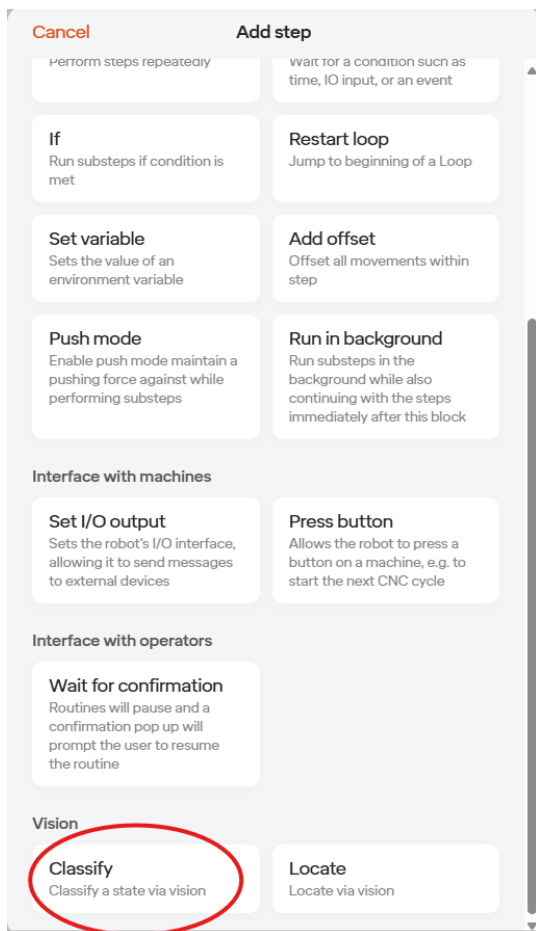 Cancel
Add step
Perform steps repeatedly
Wait for a condition such as
time, IO input, or an event
If
Run substeps if condition is
met
Restart loop
Jump to beginning of a Loop
Set variable
Sets the value of an
environment variable
Add offset
Offset all movements within
step
Push mode
Enable push mode maintain a
pushing force against while
performing substeps
Run in background
Run substeps in the
background while also
continuing with the steps
immediately after this block
Interface with machines
Set I/O output
Sets the robot's I/O interface,
allowing it to send messages
to external devices
Press button
Allows the robot to press a
button on a machine, e.g. to
start the next CNC cycle
Interface with operators
Wait for confirmation
Routines will pause and a
confirmation pop up will
prompt the user to resume
the routine
Vision
Classify
Classify a state via vision
Locate
Locate via vision